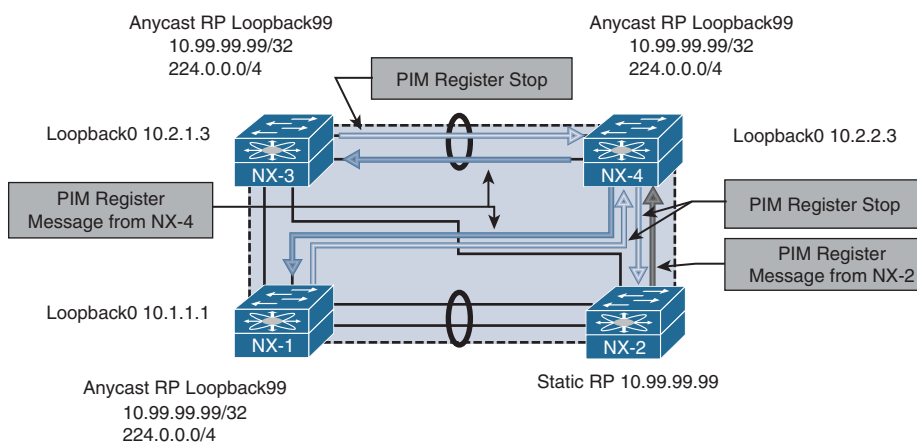 Anycast RP Loopback99
10.99.99.99/32
224.0.0.0/4
Anycast RP Loopback99
10.99.99.99/32
224.0.0.0/4
PIM Register Stop
Loopback0 10.2.1.3
Loopback0 10.2.2.3
NX-3
NX-4
PIM Register
Message from NX-4
PIM Register Stop
PIM Register
Message from NX-2
Loopback0 10.1.1.1
NX-1
NX-2
Anycast RP Loopback99
10.99.99.99/32
224.0.0.0/4
Static RP 10.99.99.99